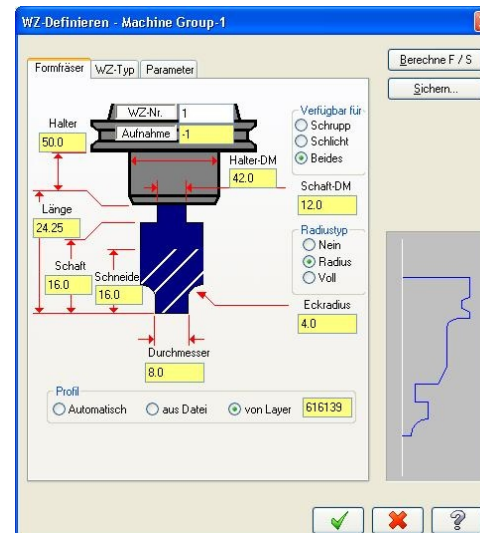 WZ-Definieren - Machine Group-1
Formfräser WZ-Typ Parameter
Berechne F / S
Sichern...
WZ-Nr. 1
Aufnahme -1
Halter
50.0
Halter-DM
42.0
Verfügbar für
Schrupp
Schlicht
Beides
Schaft-DM
12.0
Länge
24.25
Schaft
16.0
Schneide
16.0
Radiustyp
Nein
Radius
Voll
Eckradius
4.0
Durchmesser
8.0
Profil
Automatisch aus Datei von Layer 616139